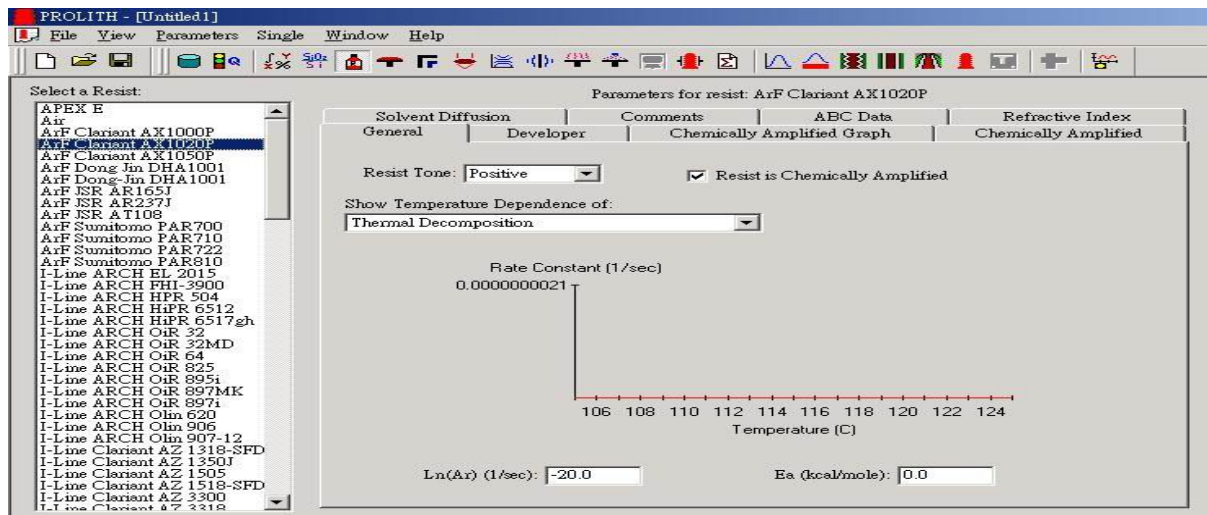 PROLITH - [Untitled1]
File View Parameters Single Window Help
Select a Resist:
APEX E
Air
ArF Clariant AX1000P
ArF Clariant AX1020P
ArF Clariant AX1050P
ArF Dong Jin DHA1001
ArF Dong-Jin DHA1001
ArF JSR AR165J
ArF JSR AR237J
ArF JSR AT108
ArF Sumitomo PAR700
ArF Sumitomo PAR710
ArF Sumitomo PAR722
ArF Sumitomo PAR810
I-Line ARCH EL 2015
I-Line ARCH FHI-3900
I-Line ARCH HPR 504
I-Line ARCH HiPR 6512
I-Line ARCH HiPR 6517gh
I-Line ARCH OiR 32
I-Line ARCH OiR 32MD
I-Line ARCH OiR 64
I-Line ARCH OiR 825
I-Line ARCH OiR 895i
I-Line ARCH OiR 897MK
I-Line ARCH OiR 897i
I-Line ARCH Olin 620
I-Line ARCH Olin 906
I-Line ARCH Olin 907-12
I-Line Clariant AZ 1318-SFD
I-Line Clariant AZ 1350J
I-Line Clariant AZ 1505
I-Line Clariant AZ 1518-SFD
I-Line Clariant AZ 3300
I-Line Clariant AZ 3318
Parameters for resist: ArF Clariant AX1020P
Solvent Diffusion Comments ABC Data Refractive Index
General Developer Chemically Amplified Graph Chemically Amplified
Resist Tone: Positive Resist is Chemically Amplified
Show Temperature Dependence of:
Thermal Decomposition
Rate Constant (1/sec)
0.0000000021
106 108 110 112 114 116 118 120 122 124
Temperature (C)
Ln(Ar) (1/sec): -20.0 Ea (kcal/mole): 0.0